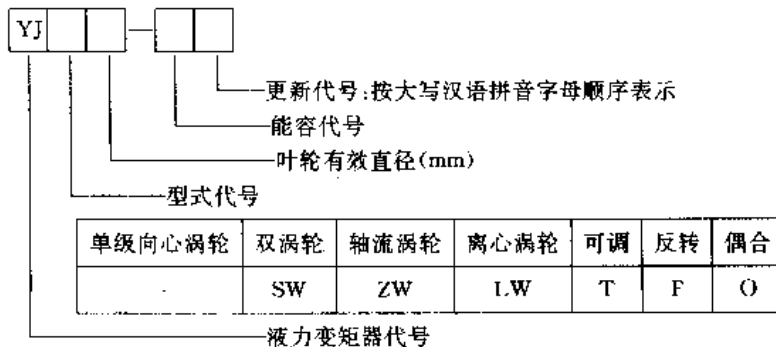 YJ
更新代号:按大写汉语拼音字母顺序表示
能容代号
叶轮有效直径(mm)
型式代号
单级向心涡轮 双涡轮 轴流涡轮 离心涡轮 可调 反转 偶合
- SW ZW LW T F O
液力变矩器代号